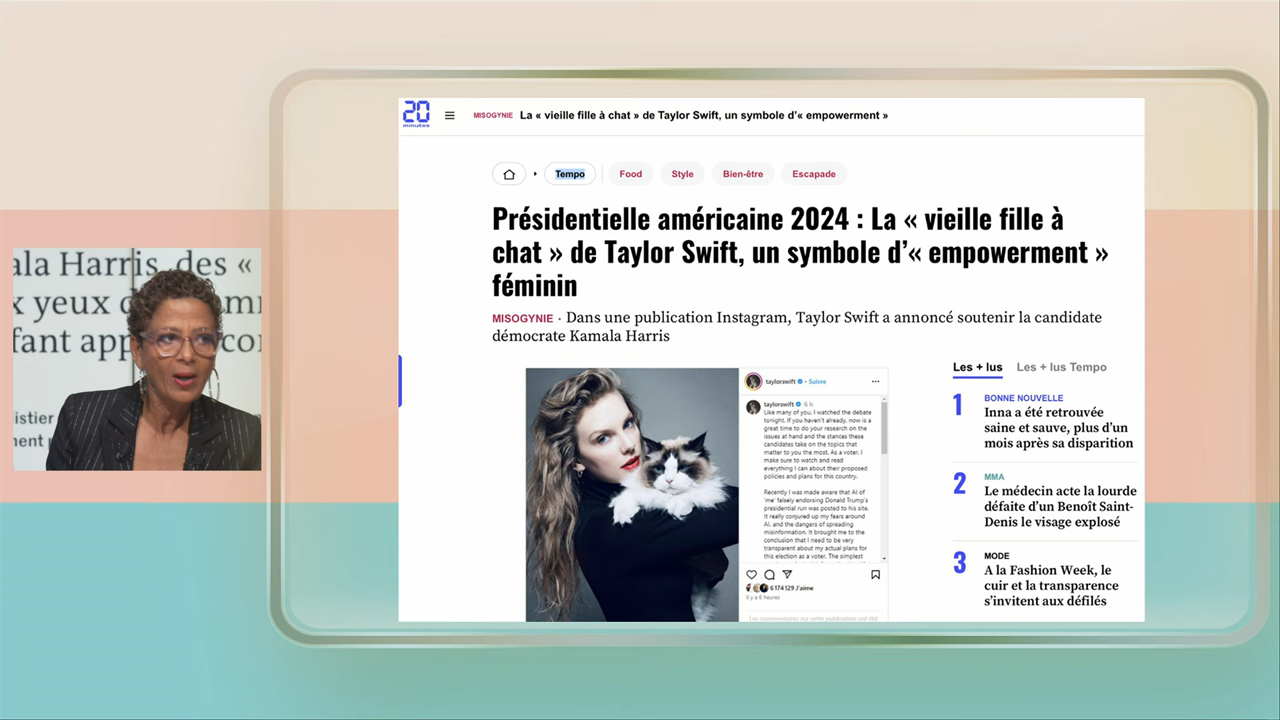 20
minutes
MISOGYNIE La « vieille fille à chat » de Taylor Swift, un symbole d'« empowerment »
Tempo Food Style Bien-être Escapade
Présidentielle américaine 2024 : La « vieille fille à
chat » de Taylor Swift, un symbole d'« empowerment »
féminin
MISOGYNIE · Dans une publication Instagram, Taylor Swift a annoncé soutenir la candidate
démocrate Kamala Harris
taylorswift • Suivre
taylorswift 6 h
Like many of you, I watched the debate
tonight. If you haven't already, now is a
great time to do your research on the
issues at hand and the stances these
candidates take on the topics that
matter to you the most. As a voter, I
make sure to watch and read
everything I can about their proposed
policies and plans for this country.
Recently I was made aware that AI of
'me' falsely endorsing Donald Trump's
presidential run was posted to his site.
It really conjured up my fears around
AI, and the dangers of spreading
misinformation. It brought me to the
conclusion that I need to be very
transparent about my actual plans for
this election as a voter. The simplest
6 174 129 J'aime
il y a 6 heures
Les commentaires sur cette publication ont été
Les + lus Les + lus Tempo
1 BONNE NOUVELLE
Inna a été retrouvée
saine et sauve, plus d'un
mois après sa disparition
2 MMA
Le médecin acte la lourde
défaite d'un Benoît Saint-
Denis le visage explosé
3 MODE
A la Fashion Week, le
cuir et la transparence
s'invitent aux défilés
ala Harris, des «
x yeux d
fant app
istier